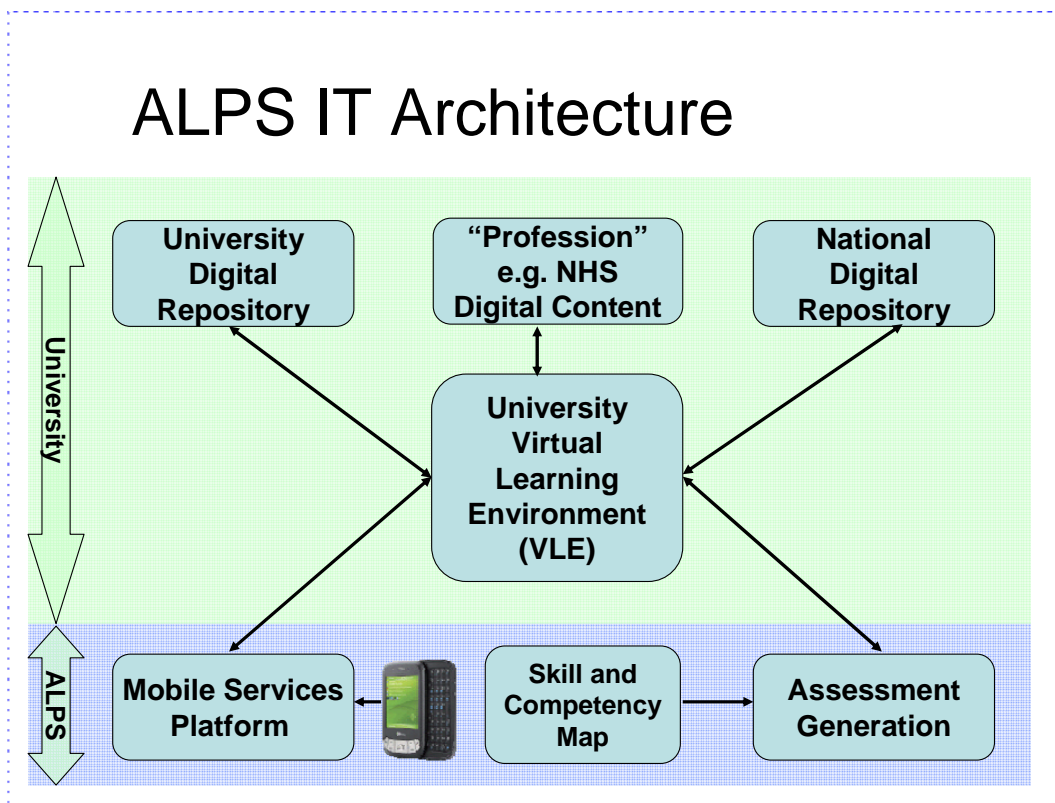 ALPS IT Architecture
University
Digital
Repository
“Profession”
e.g. NHS
Digital Content
National
Digital
Repository
University
University
Virtual
Learning
Environment
(VLE)
ALPS
Mobile Services
Platform
Skill and
Competency
Map
Assessment
Generation